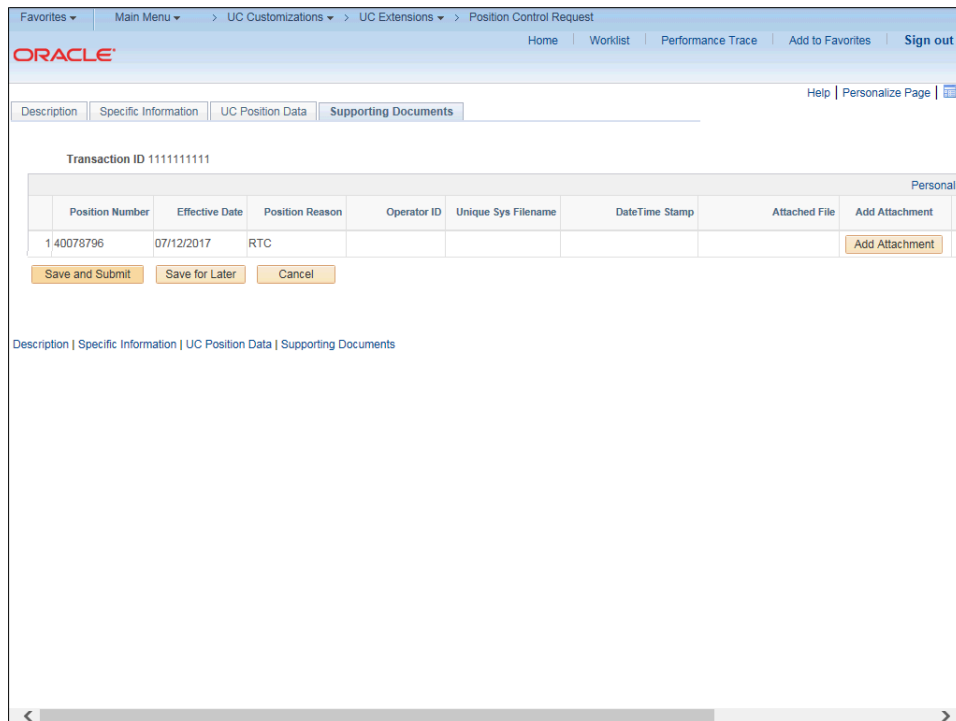 Favorites Main Menu > UC Customizations > UC Extensions > Position Control Request
Home Worklist Performance Trace Add to Favorites Sign out
ORACLE
Help | Personalize Page |
Description Specific Information UC Position Data Supporting Documents
Transaction ID 1111111111
Personal
Position Number Effective Date Position Reason Operator ID Unique Sys Filename DateTime Stamp Attached File Add Attachment
1 40078796 07/12/2017 RTC Add Attachment
Save and Submit Save for Later Cancel
Description | Specific Information | UC Position Data | Supporting Documents